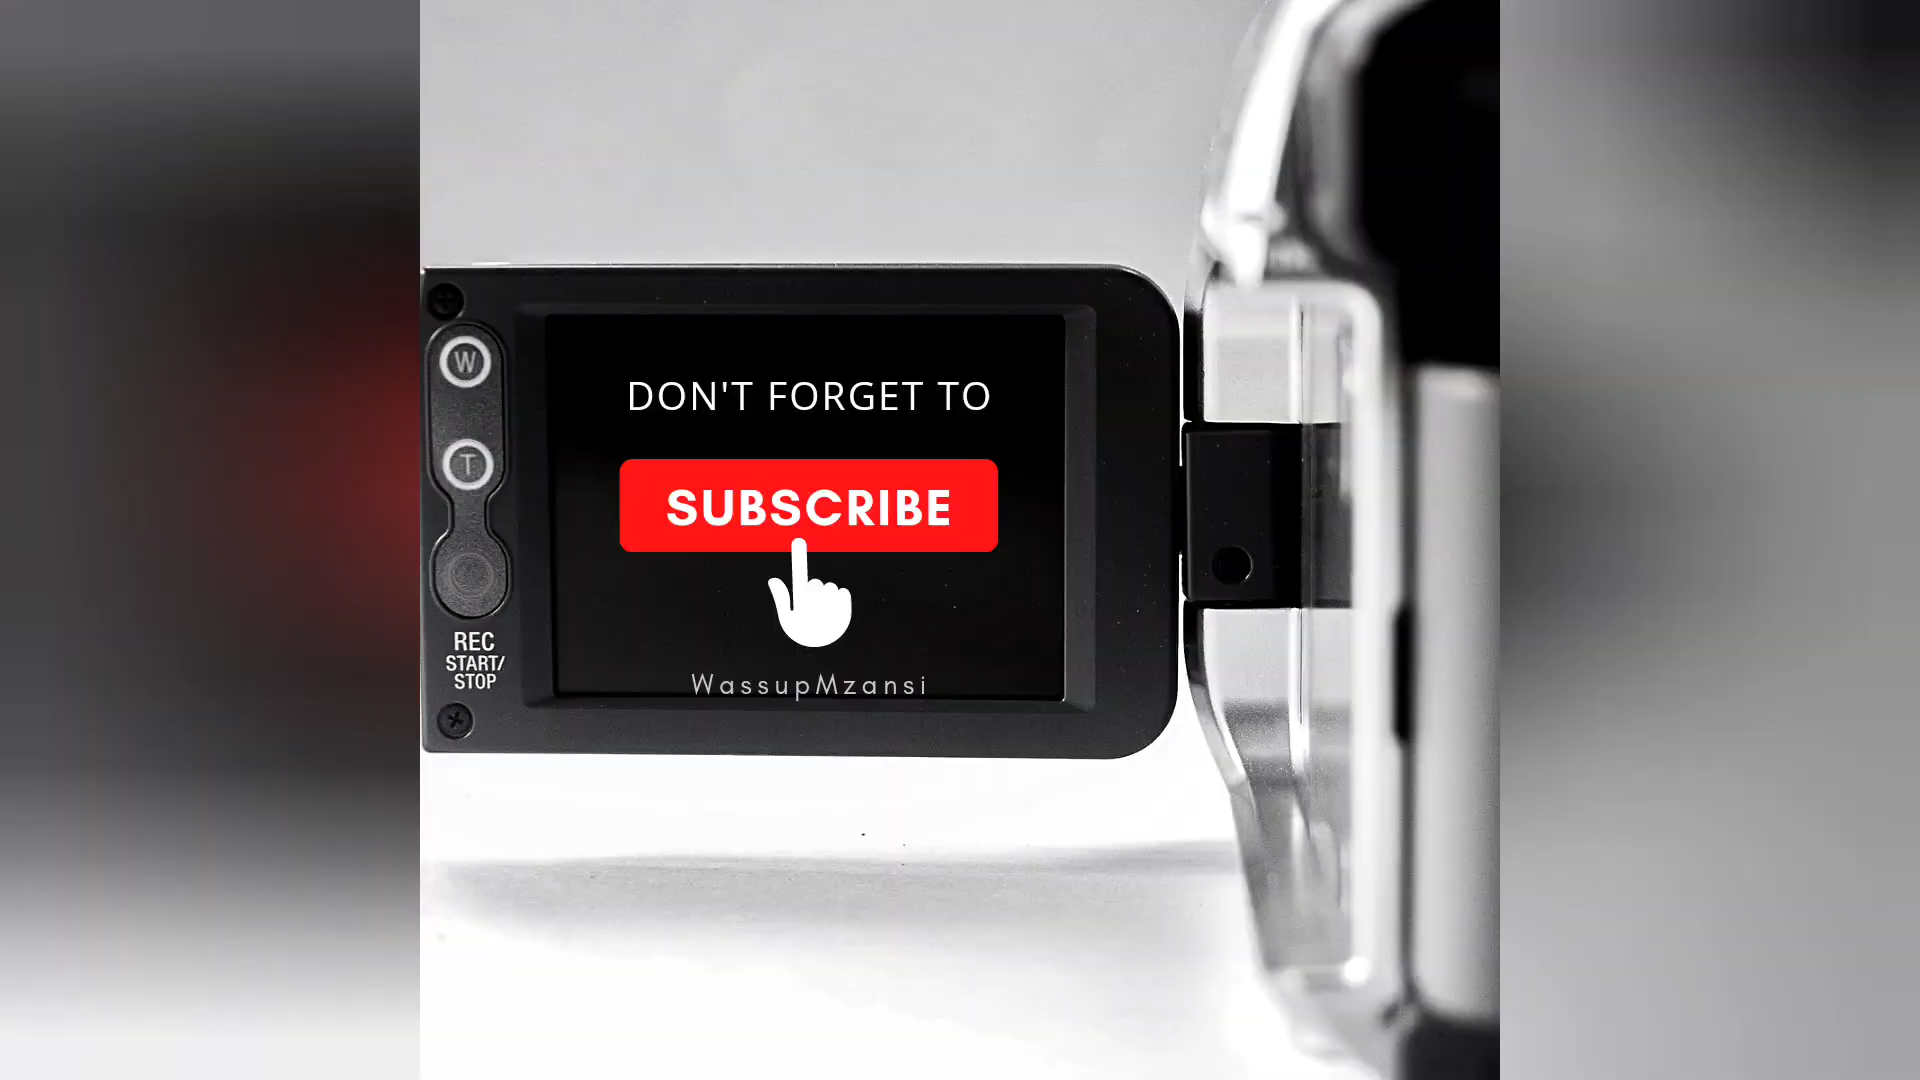 W
DON'T FORGET TO
T
SUBSCRIBE
REC
START/
STOP
WassupMzansi